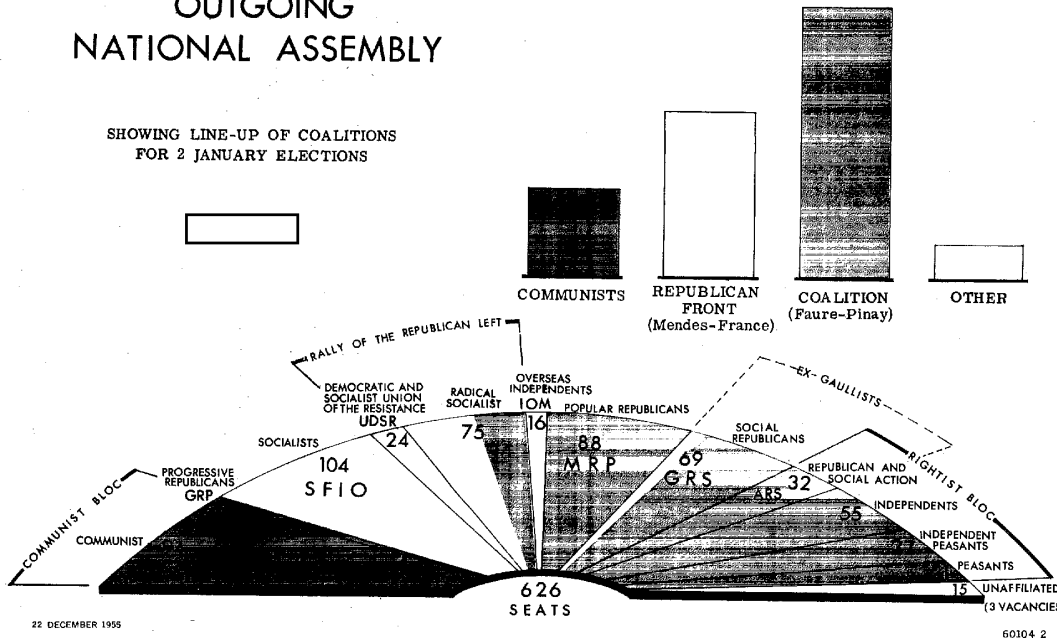 OUTGOING
NATIONAL ASSEMBLY
SHOWING LINE-UP OF COALITIONS
FOR 2 JANUARY ELECTIONS
COMMUNISTS
REPUBLICAN
FRONT
(Mendes-France)
COALITION
(Faure-Pinay)
OTHER
RALLY OF THE REPUBLICAN LEFT
EX-GAULLISTS
COMMUNIST BLOC
RIGHTIST BLOC
COMMUNIST
PROGRESSIVE
REPUBLICANS
GRP
SOCIALISTS
104
SFIO
DEMOCRATIC AND
SOCIALIST UNION
OF THE RESISTANCE
UDSR
24
RADICAL
SOCIALIST
75
OVERSEAS
INDEPENDENTS
IOM
16
POPULAR REPUBLICANS
88
MRP
SOCIAL
REPUBLICANS
69
GRS
REPUBLICAN AND
SOCIAL ACTION
32
ARS
INDEPENDENTS
55
INDEPENDENT
PEASANTS
PEASANTS
15
UNAFFILIATED
(3 VACANCIES
626
SEATS
22 DECEMBER 1955
60104 2